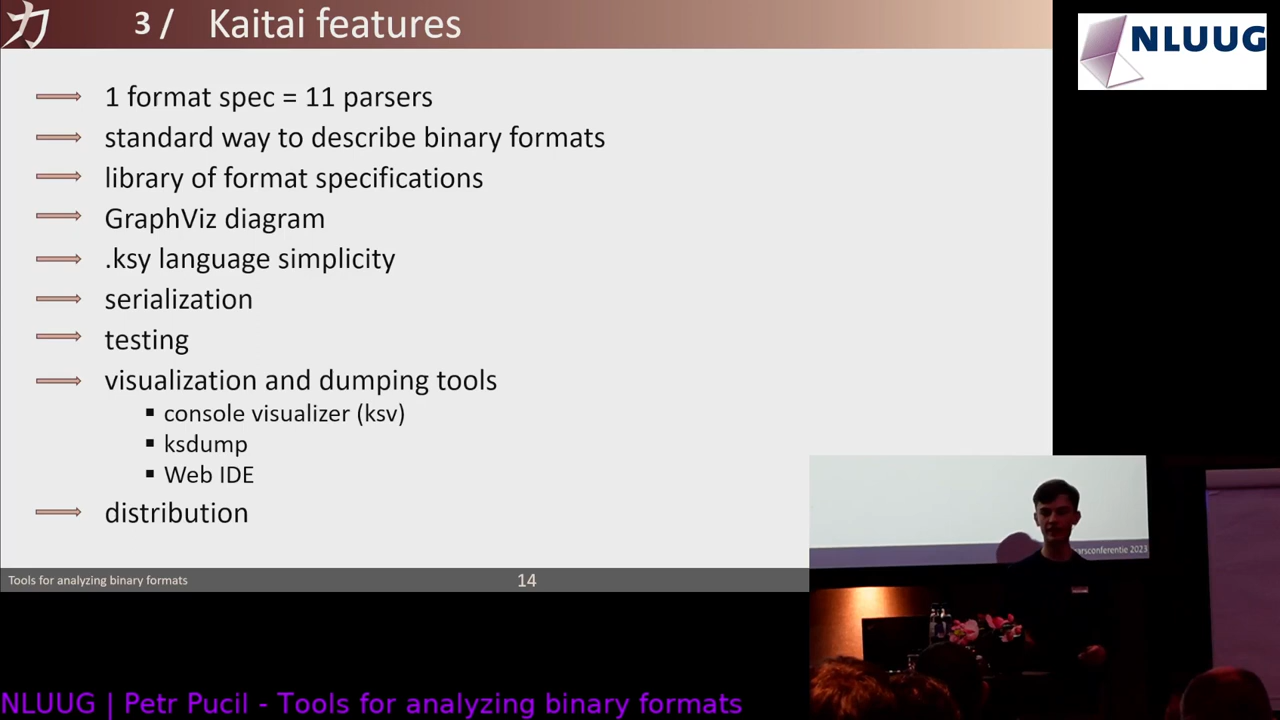 力
3 / Kaitai features
NLUUG
1 format spec = 11 parsers
standard way to describe binary formats
library of format specifications
GraphViz diagram
.ksy language simplicity
serialization
testing
visualization and dumping tools
▪ console visualizer (ksv)
▪ ksdump
▪ Web IDE
distribution
arsconferentie 2023
Tools for analyzing binary formats 14
NLUUG | Petr Pucil - Tools for analyzing binary formats